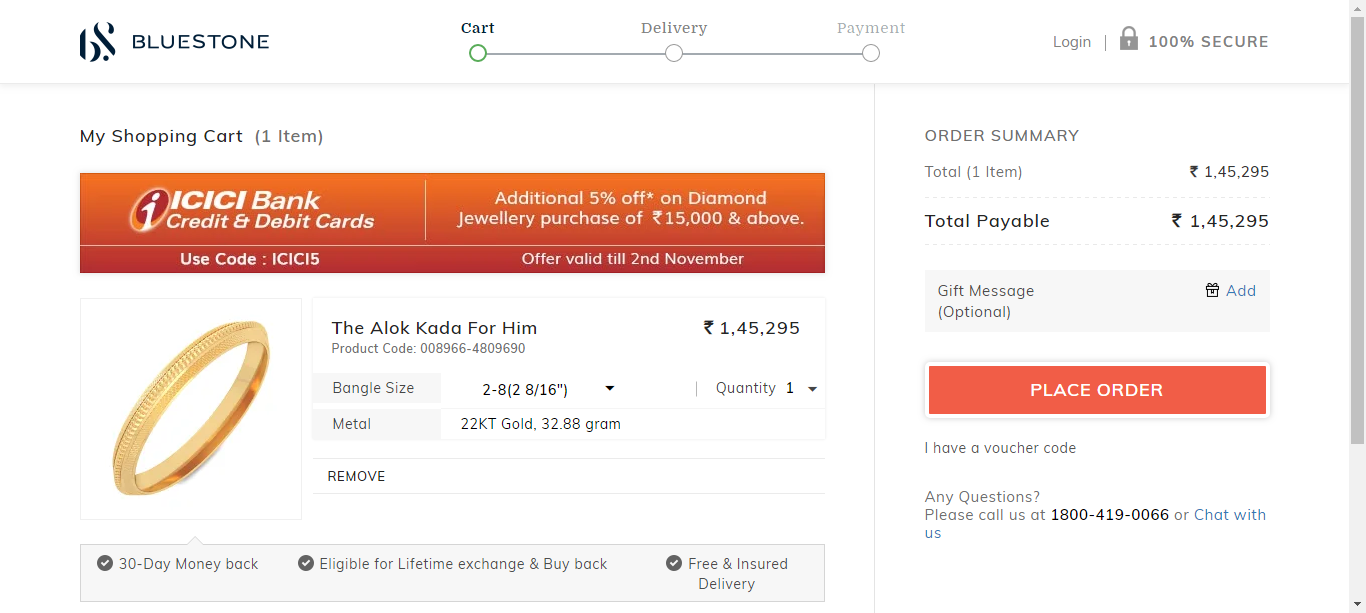 BLUESTONE
Cart
Delivery
Payment
Login | 100% SECURE
My Shopping Cart (1 Item)
ICICI Bank
Credit & Debit Cards
Additional 5% off* on Diamond
Jewellery purchase of ₹15,000 & above.
Use Code : ICICI5
Offer valid till 2nd November
The Alok Kada For Him
₹ 1,45,295
Product Code: 008966-4809690
Bangle Size
2-8(2 8/16")
| Quantity 1
Metal
22KT Gold, 32.88 gram
REMOVE
30-Day Money back
Eligible for Lifetime exchange & Buy back
Free & Insured
Delivery
ORDER SUMMARY
Total (1 Item)
₹ 1,45,295
Total Payable
₹ 1,45,295
Gift Message
(Optional)
Add
PLACE ORDER
I have a voucher code
Any Questions?
Please call us at 1800-419-0066 or Chat with
us